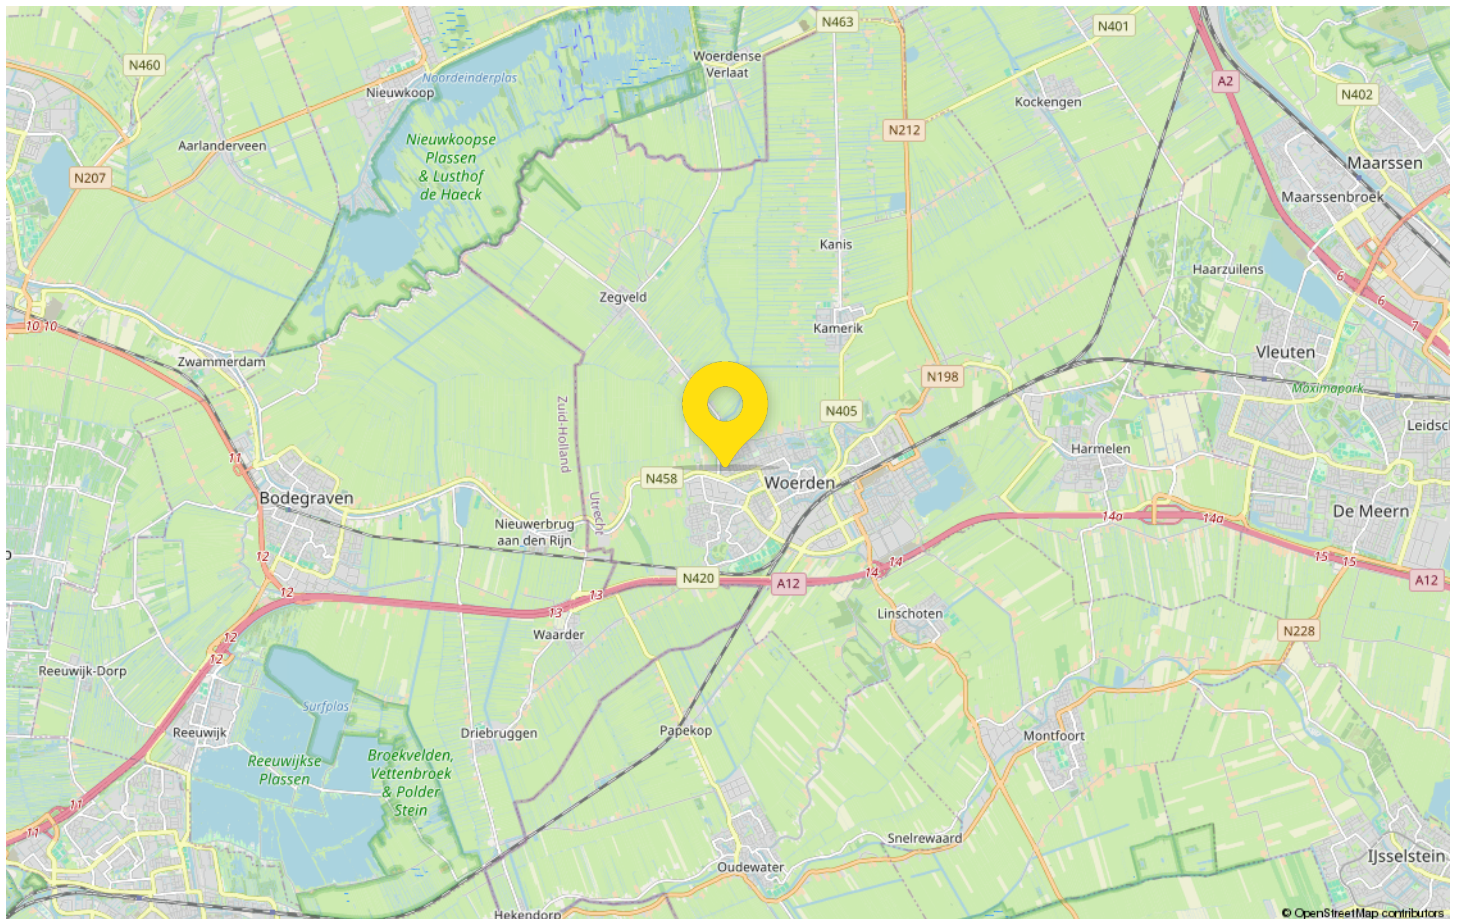 N463
N401
Woerdense
Verlaat
N460
Noordeinderplas
A2
Nieuwkoop
N402
Kockengen
N212
Aarlanderveen
Nieuwkoopse
Plassen
& Lusthof
de Haeck
Maarssen
N207
Maarssenbroek
Kanis
Haarzuilens
6
6
7
Zegveld
10 10
Kamerik
Zwammerdam
Vleuten
N198
Máximapark
Zuid-Holland
N405
Leidsc
11
Harmelen
N458
Woerden
Bodegraven
Utrecht
Nieuwerbrug
aan den Rijn
14a
14a
De Meern
12
14
14
15
15
N420
A12
A12
12
13
13
Linschoten
Waarder
12
12
N228
Reeuwijk-Dorp
Surfplas
Reeuwijk
Driebruggen
Papekop
Montfoort
Reeuwijkse
Plassen
Broekvelden,
Vettenbroek
& Polder
Stein
11
11
Snelrewaard
IJsselstein
Oudewater
Hekendorp
© OpenStreetMap contributors